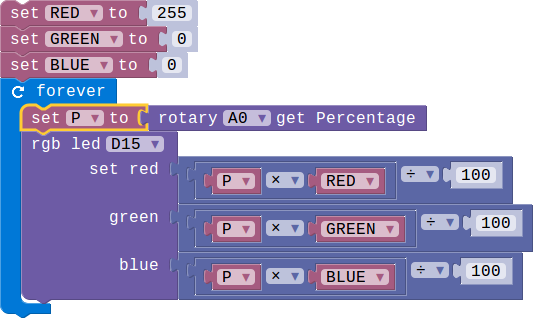 set RED ▾ to 255
set GREEN ▾ to 0
set BLUE ▾ to 0
forever
set P ▾ to rotary A0 ▾ get Percentage
rgb led D15 ▾
set red P × ▾ RED ÷ ▾ 100
green P × ▾ GREEN ÷ ▾ 100
blue P × ▾ BLUE ÷ ▾ 100